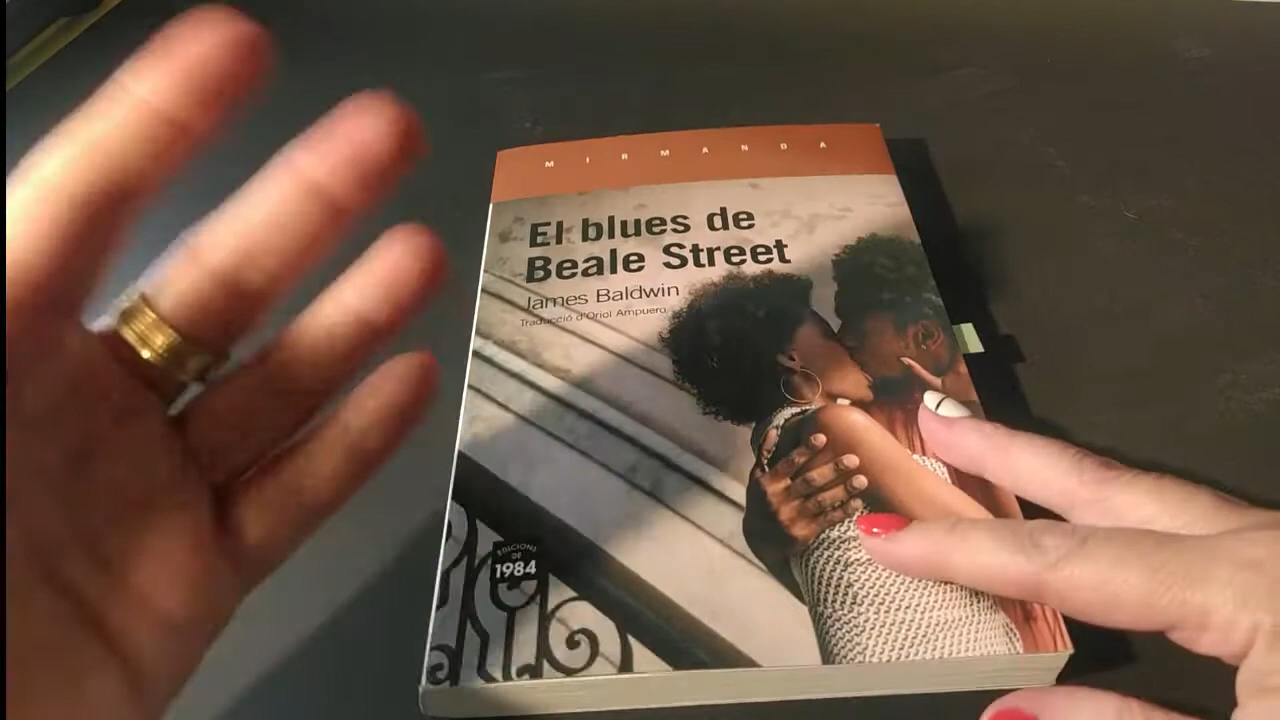 MIRMANDA
El blues de
Beale Street
James Baldwin
Traducció d'Oriol Ampuero
EDICIONS
DE
1984